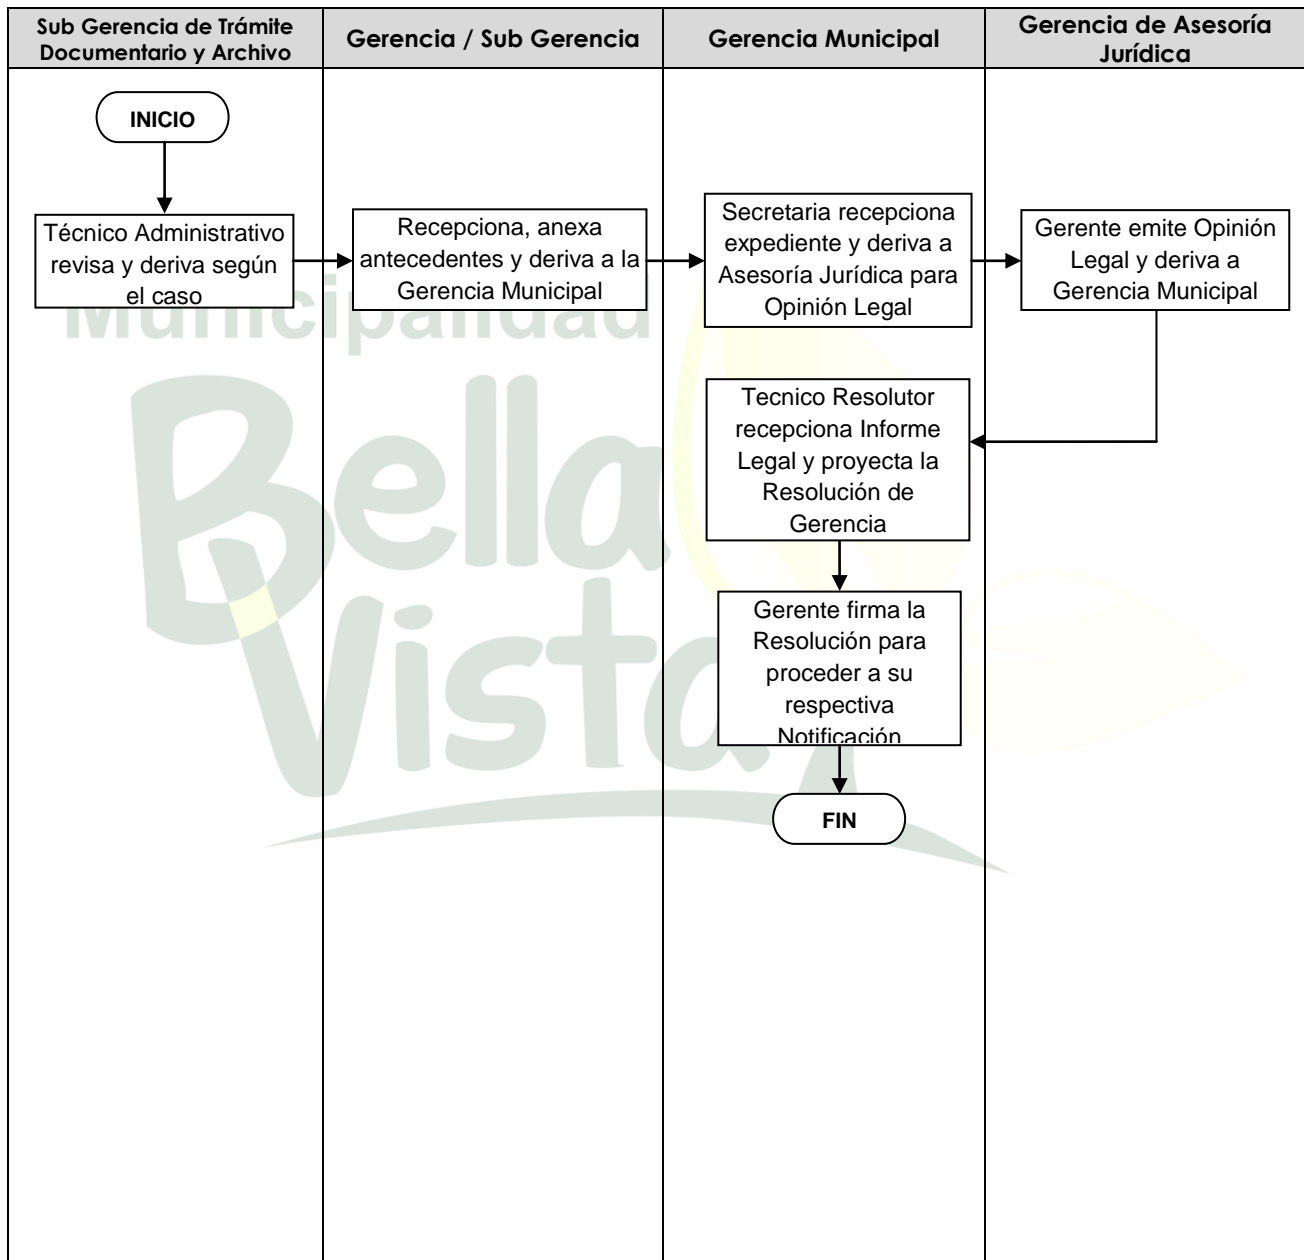 Sub Gerencia de Trámite
Documentario y Archivo
Gerencia / Sub Gerencia
Gerencia Municipal
Gerencia de Asesoría
Jurídica
INICIO
Técnico Administrativo
revisa y deriva según
el caso
Recepciona, anexa
antecedentes y deriva a la
Gerencia Municipal
Secretaria recepciona
expediente y deriva a
Asesoría Jurídica para
Opinión Legal
Gerente emite Opinión
Legal y deriva a
Gerencia Municipal
Tecnico Resolutor
recepciona Informe
Legal y proyecta la
Resolución de
Gerencia
Gerente firma la
Resolución para
proceder a su
respectiva
Notificación
FIN
Municipalidad
Bella
Vista